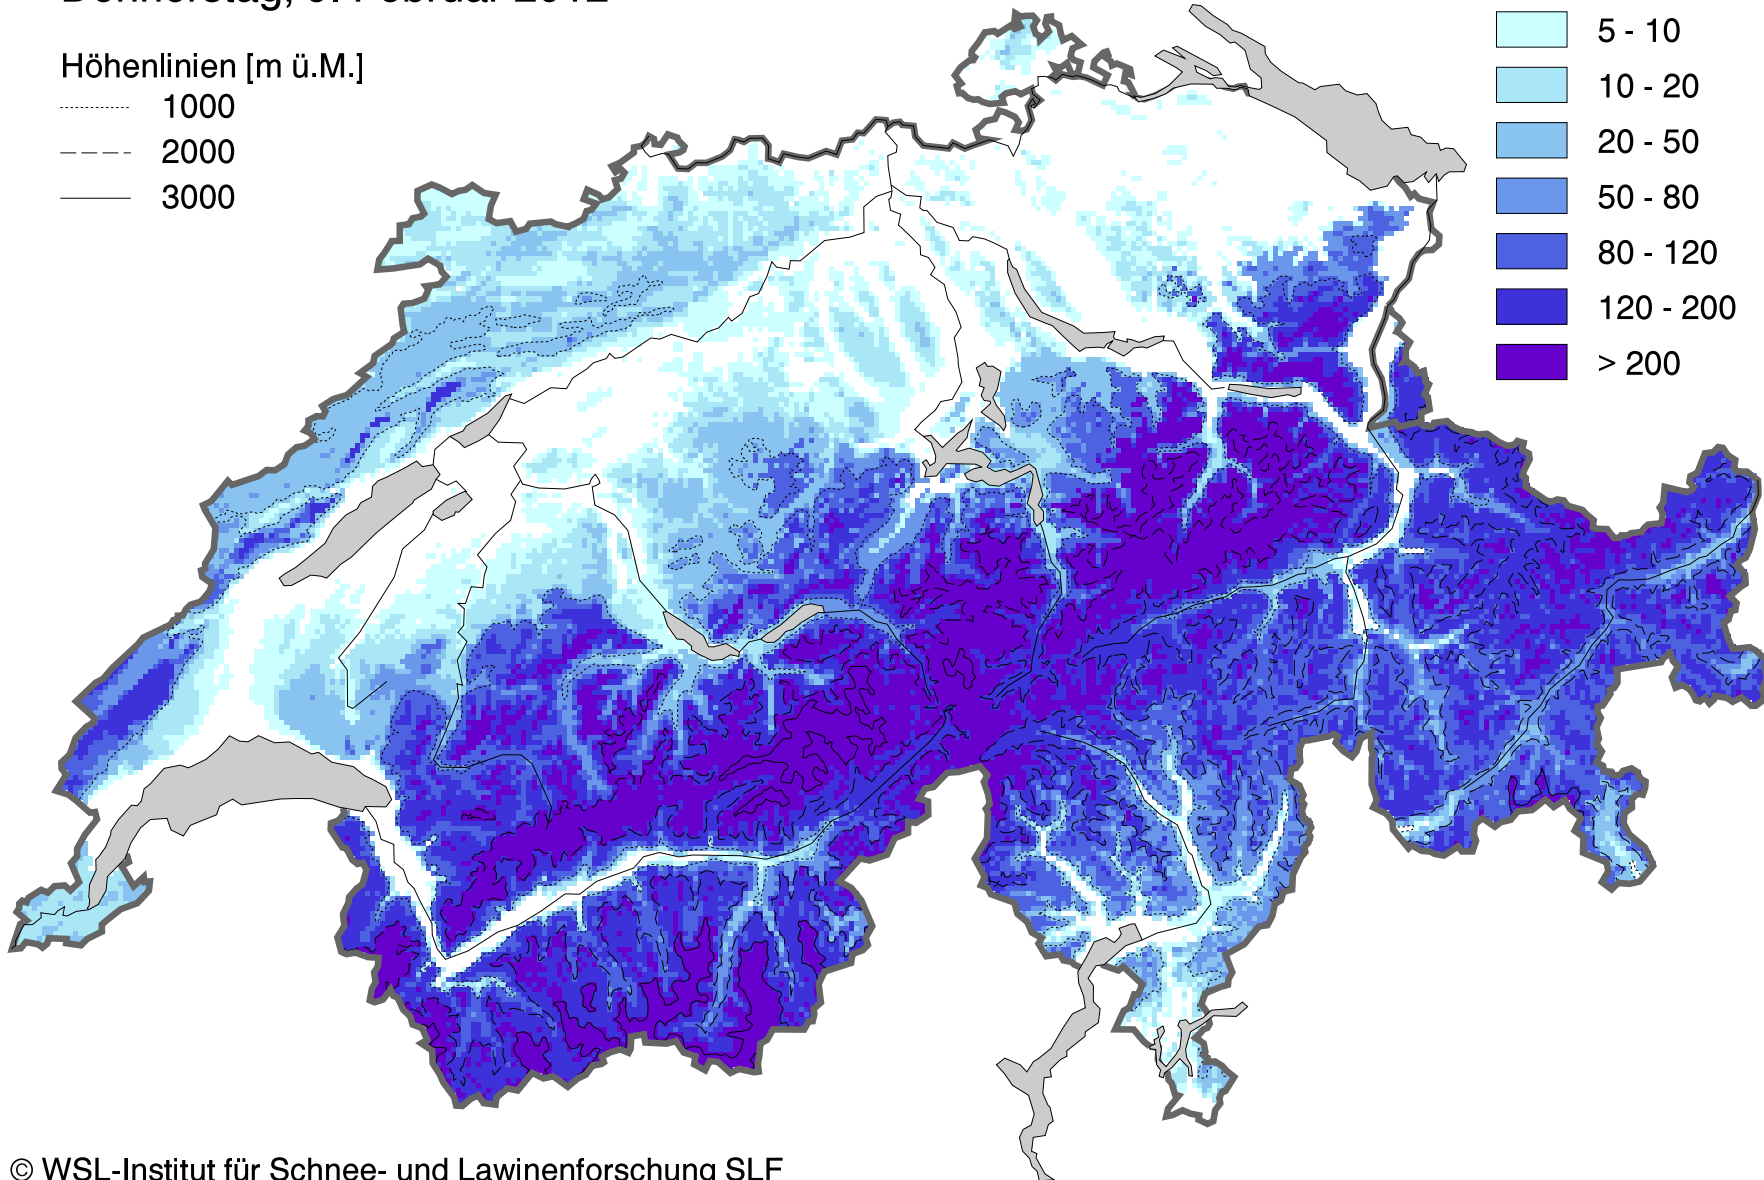 Höhenlinien [m ü.M.]
1000
2000
3000
5 - 10
10 - 20
20 - 50
50 - 80
80 - 120
120 - 200
> 200
© WSL-Institut für Schnee- und Lawinenforschung SLF